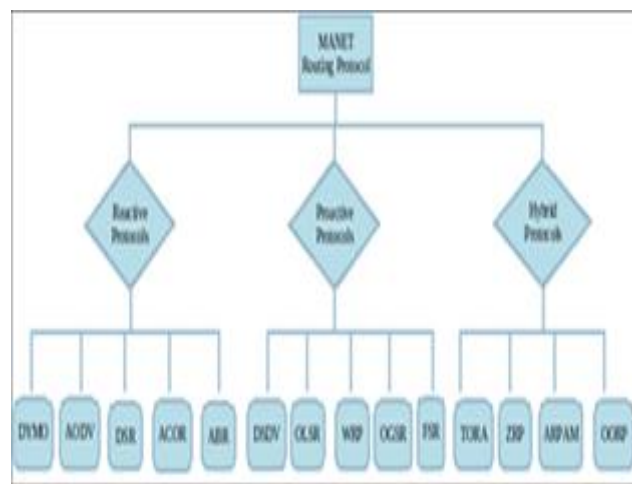 MANET
Routing Protocol
Reactive
Protocols
Proactive
Protocols
Hybrid
Protocols
DYMO
AODV
DSR
ACOR
ABR
DSDV
OLSR
WRP
OGSR
FSR
TORA
ZRP
ARPAM
OORP